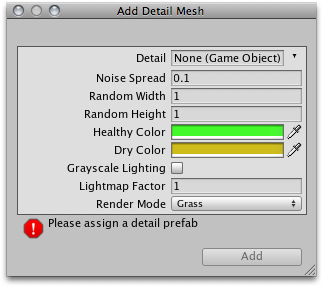 Add Detail Mesh
Detail None (Game Object)
Noise Spread 0.1
Random Width 1
Random Height 1
Healthy Color
Dry Color
Grayscale Lighting
Lightmap Factor 1
Render Mode Grass
Please assign a detail prefab
Add